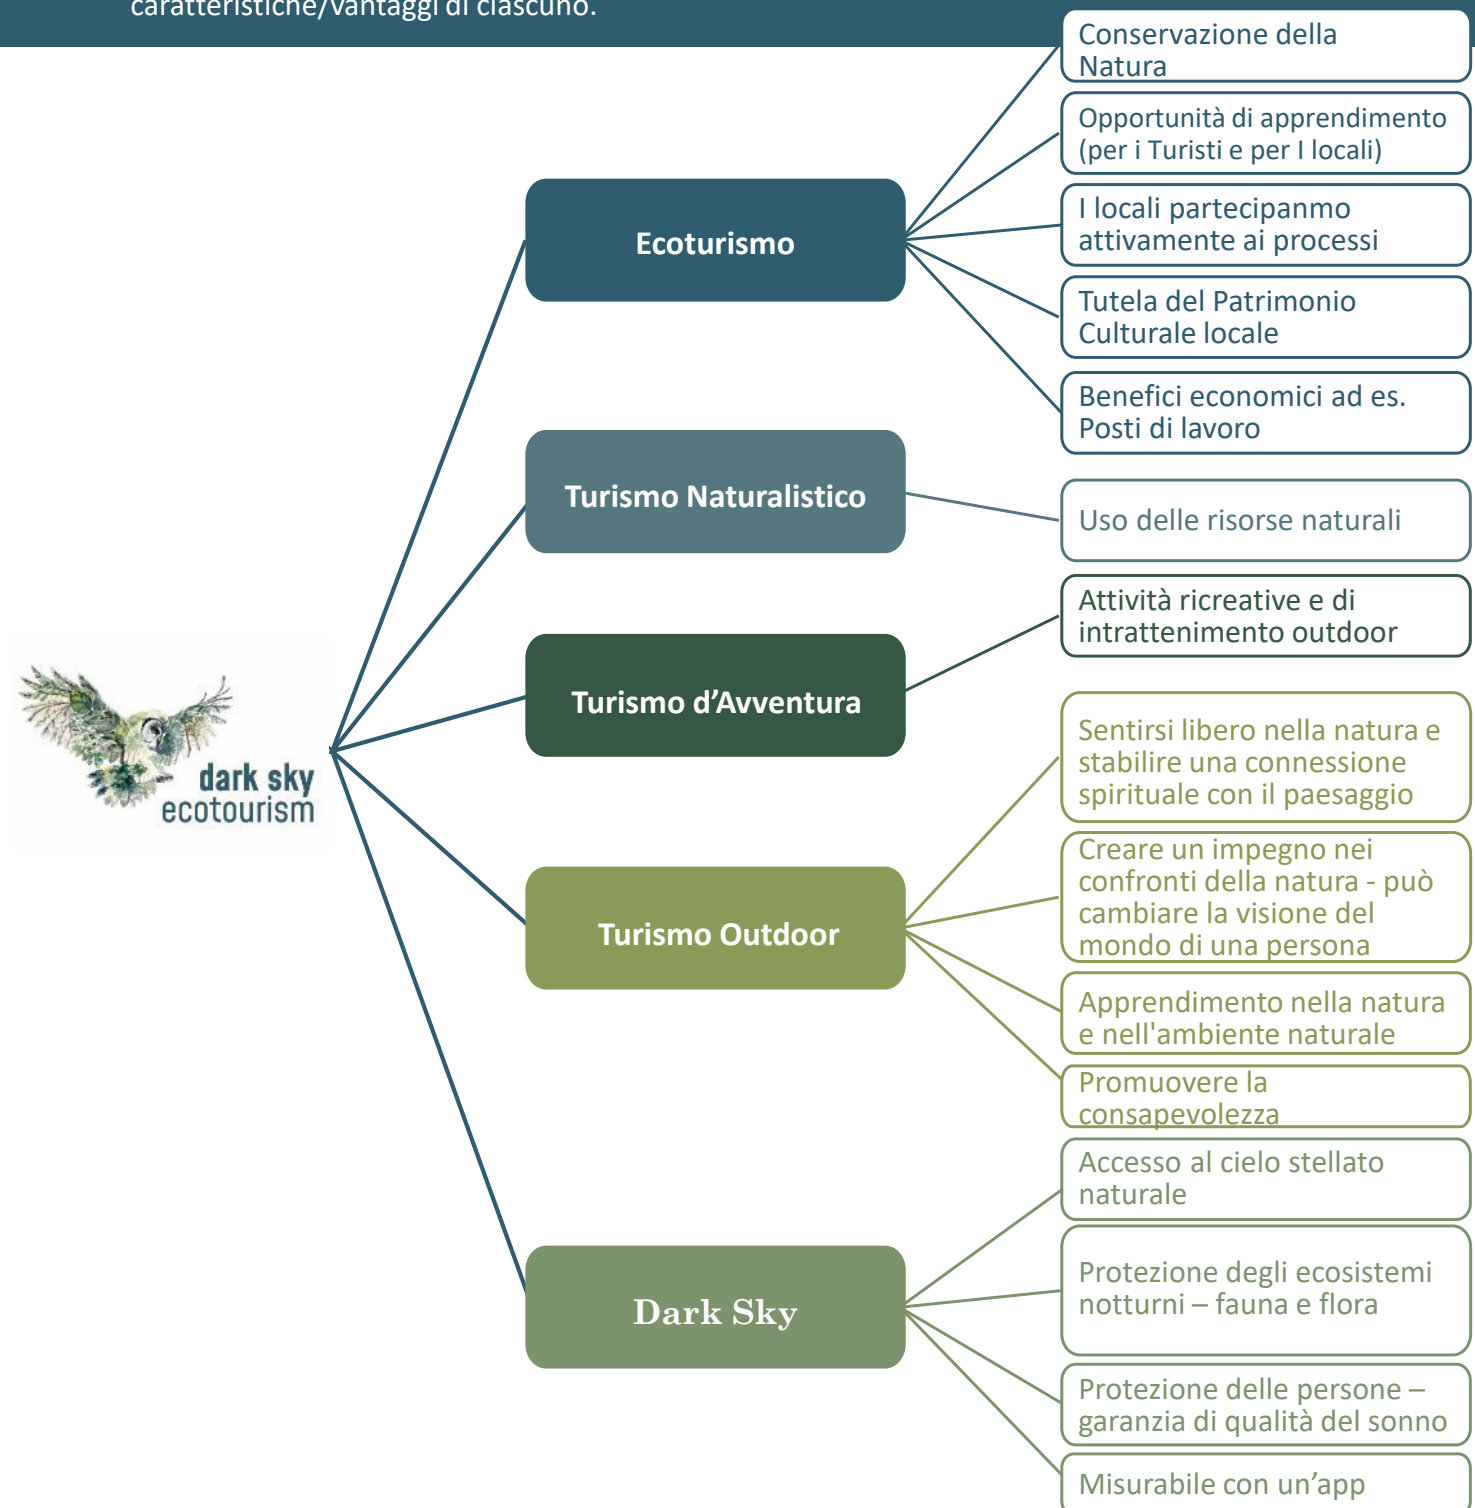 caratteristiche/vantaggi di ciascuno.
Conservazione della
Natura
Opportunità di apprendimento
(per i Turisti e per I locali)
Ecoturismo
I locali partecipanmo
attivamente ai processi
Tutela del Patrimonio
Culturale locale
Benefici economici ad es.
Posti di lavoro
Turismo Naturalistico
Uso delle risorse naturali
Turismo d’Avventura
Attività ricreative e di
intrattenimento outdoor
dark sky
ecotourism
Turismo Outdoor
Sentirsi libero nella natura e
stabilire una connessione
spirituale con il paesaggio
Creare un impegno nei
confronti della natura - può
cambiare la visione del
mondo di una persona
Apprendimento nella natura
e nell'ambiente naturale
Promuovere la
consapevolezza
Dark Sky
Accesso al cielo stellato
naturale
Protezione degli ecosistemi
notturni – fauna e flora
Protezione delle persone –
garanzia di qualità del sonno
Misurabile con un’app